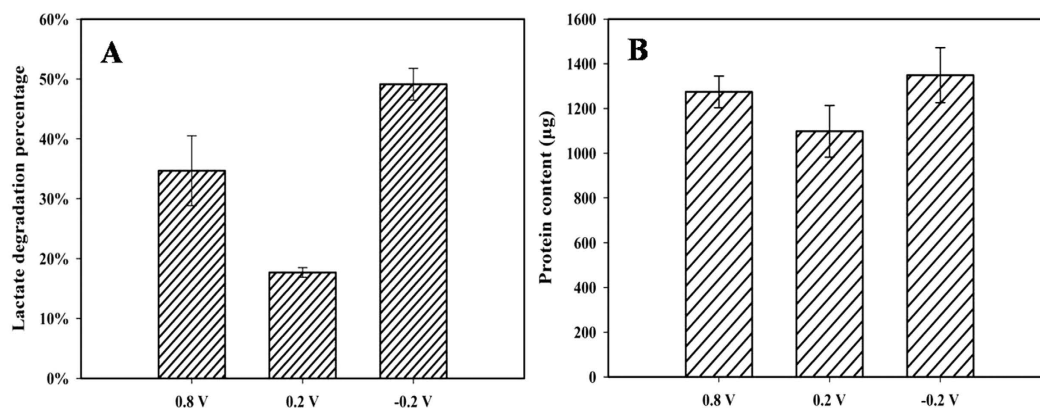 A
Lactate degradation percentage
60%
50%
40%
30%
20%
10%
0%
0.8 V
0.2 V
-0.2 V
B
Protein content (µg)
1600
1400
1200
1000
800
600
400
200
0
0.8 V
0.2 V
-0.2 V